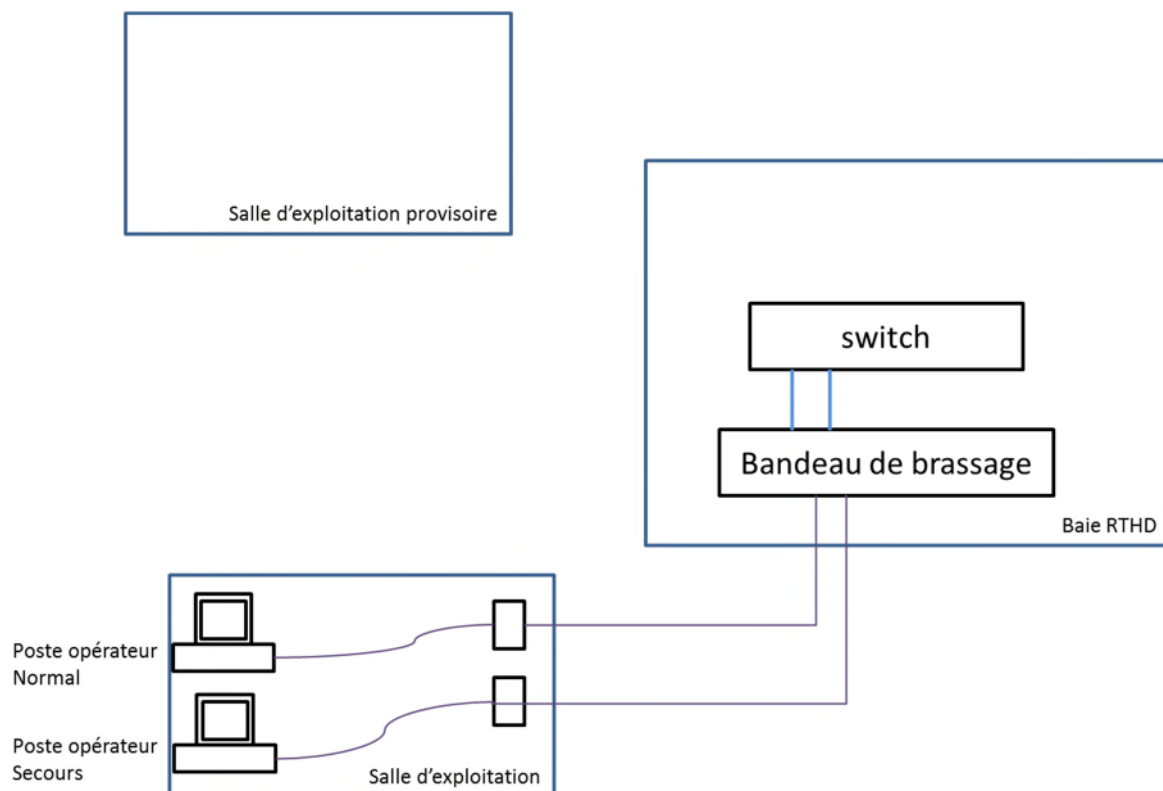 Salle d'exploitation provisoire
switch
Bandeau de brassage
Baie RTHD
Poste opérateur
Normal
Poste opérateur
Secours
Salle d'exploitation